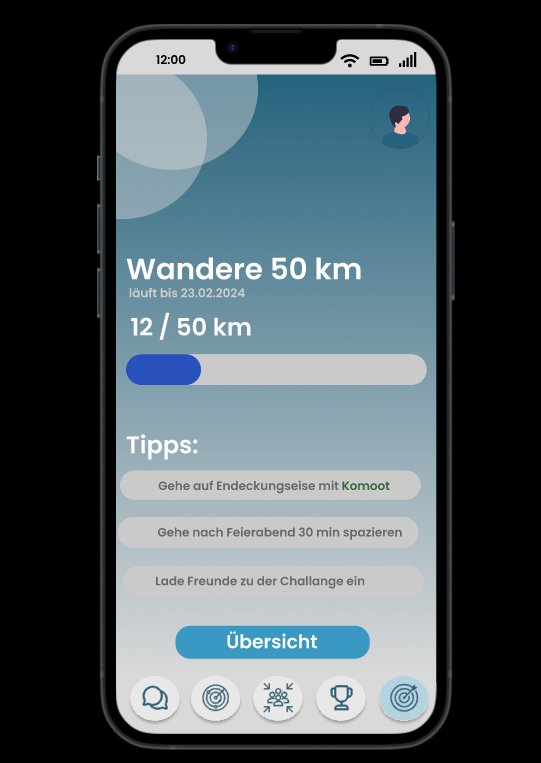 12:00
Wandere 50 km
läuft bis 23.02.2024
12 / 50 km
Tipps:
Gehe auf Endeckungseise mit Komoot
Gehe nach Feierabend 30 min spazieren
Lade Freunde zu der Challange ein
Übersicht